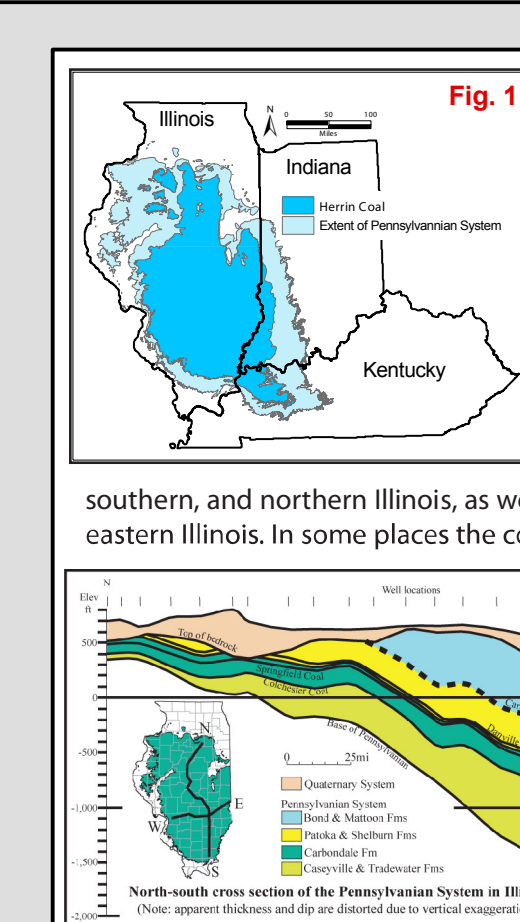 Fig. 1
Illinois
N
0 50 100
Miles
Indiana
Herrin Coal
Extent of Pennsylvannian System
Kentucky
southern, and northern Illinois, as we
eastern Illinois. In some places the co
N
Elev
ft
Well locations
Top of bedrock
500
Springfield Coal
Colchester Coal
0
Car
Danville
Base of Pennsylvanian
-500
N
0 25mi
Quaternary System
Pennsylvanian System
-1,000
E
Bond & Mattoon Fms
W
Patoka & Shelburn Fms
Carbondale Fm
-1,500
S
Caseyville & Tradewater Fms
North-south cross section of the Pennsylvanian System in Illi
(Note: apparent thickness and dip are distorted due to vertical exaggerati
-2,000